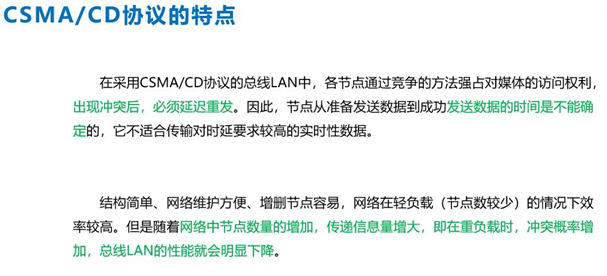 CSMA/CD协议的特点
在采用CSMA/CD协议的总线LAN中，各节点通过竞争的方法强占对媒体的访问权利，
出现冲突后，必须延迟重发。因此，节点从准备发送数据到成功发送数据的时间是不能确
定的，它不适合传输对时延要求较高的实时性数据。
结构简单、网络维护方便、增删节点容易，网络在轻负载（节点数较少）的情况下效
率较高。但是随着网络中节点数量的增加，传递信息量增大，即在重负载时，冲突概率增
加，总线LAN的性能就会明显下降。